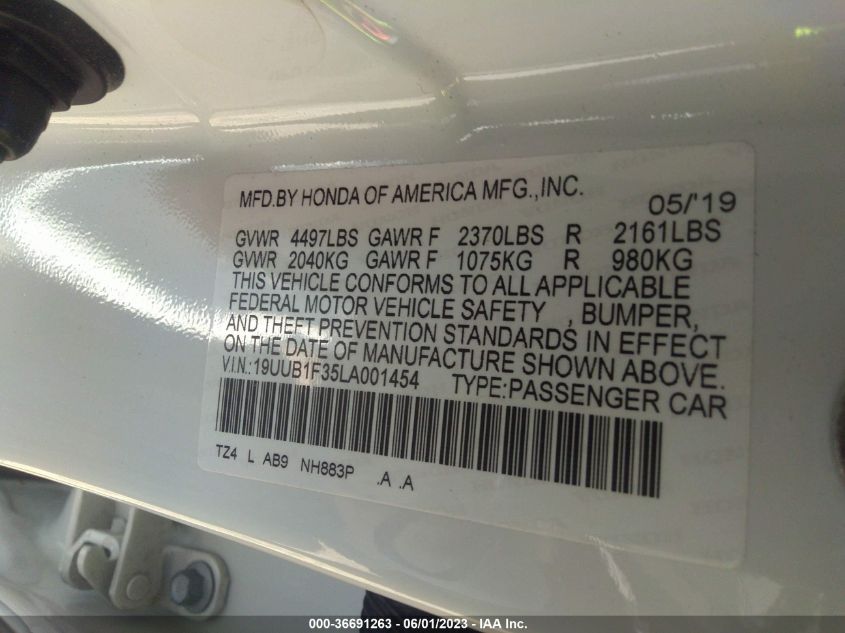 MFD.BY HONDA OF AMERICA MFG.,INC. 05/'19
GVWR 4497LBS GAWR F 2370LBS R 2161LBS
GVWR 2040KG GAWR F 1075KG R 980KG
THIS VEHICLE CONFORMS TO ALL APPLICABLE
FEDERAL MOTOR VEHICLE SAFETY , BUMPER,
AND THEFT PREVENTION STANDARDS IN EFFECT
ON THE DATE OF MANUFACTURE SHOWN ABOVE.
V.I.N.:19UUB1F35LA001454 TYPE:PASSENGER CAR
TZ4 L AB9 NH883P .A .A
000-36691263 - 06/01/2023 - IAA Inc.